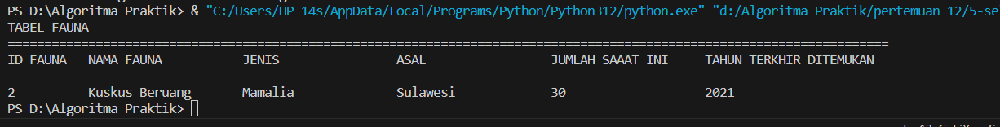 PS D:\Algoritma Praktik> & "C:/Users/HP 14s/AppData/Local/Programs/Python/Python312/python.exe" "d:/Algoritma Praktik/pertemuan 12/5-se
TABEL FAUNA
========================================================================================================================
ID FAUNA NAMA FAUNA JENIS ASAL JUMLAH SAAAT INI TAHUN TERKHIR DITEMUKAN
------------------------------------------------------------------------------------------------------------------------
2 Kuskus Beruang Mamalia Sulawesi 30 2021
PS D:\Algoritma Praktik>